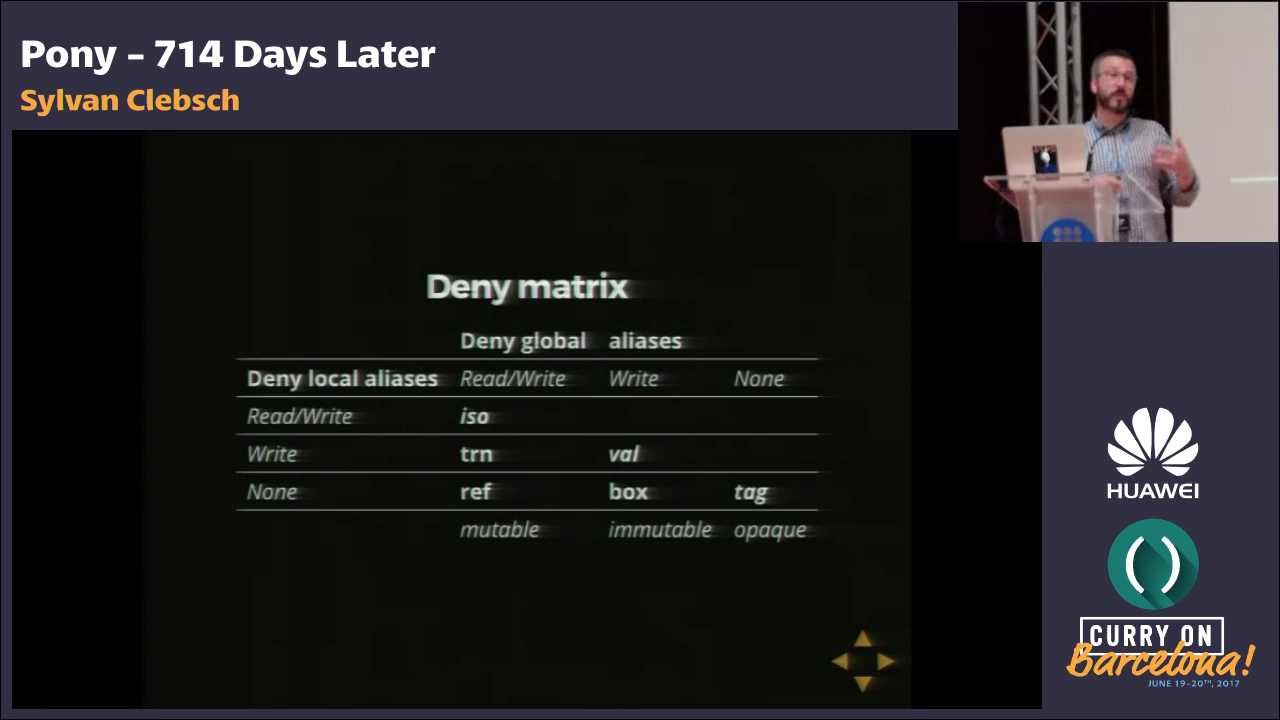 Pony – 714 Days Later
Sylvan Clebsch
Deny matrix
Deny global aliases
Deny local aliases Read/Write Write None
Read/Write iso
Write trn val
None ref box tag
mutable immutable opaque
HUAWEI
CURRY ON
Barcelona!
JUNE 19-20TH, 2017